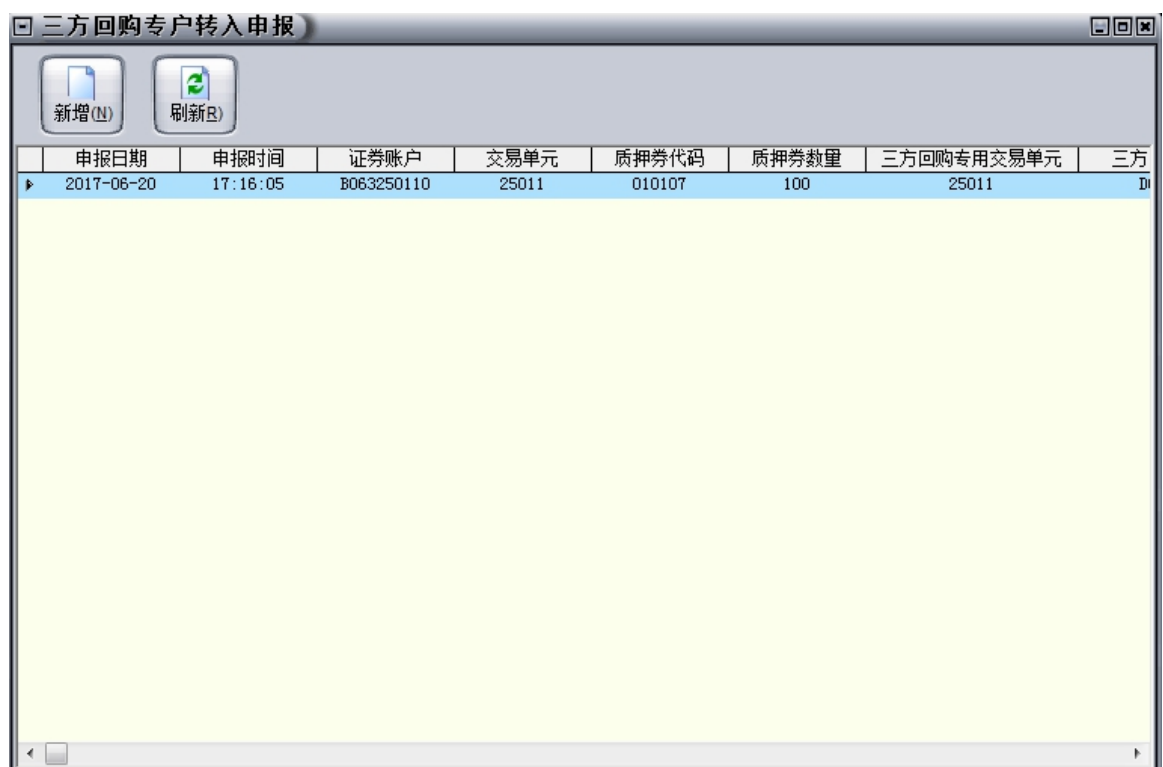 三方回购专户转入申报
新增(N) 刷新R)
申报日期 申报时间 证券账户 交易单元 质押券代码 质押券数量 三方回购专用交易单元 三方
2017-06-20 17:16:05 B063250110 25011 010107 100 25011